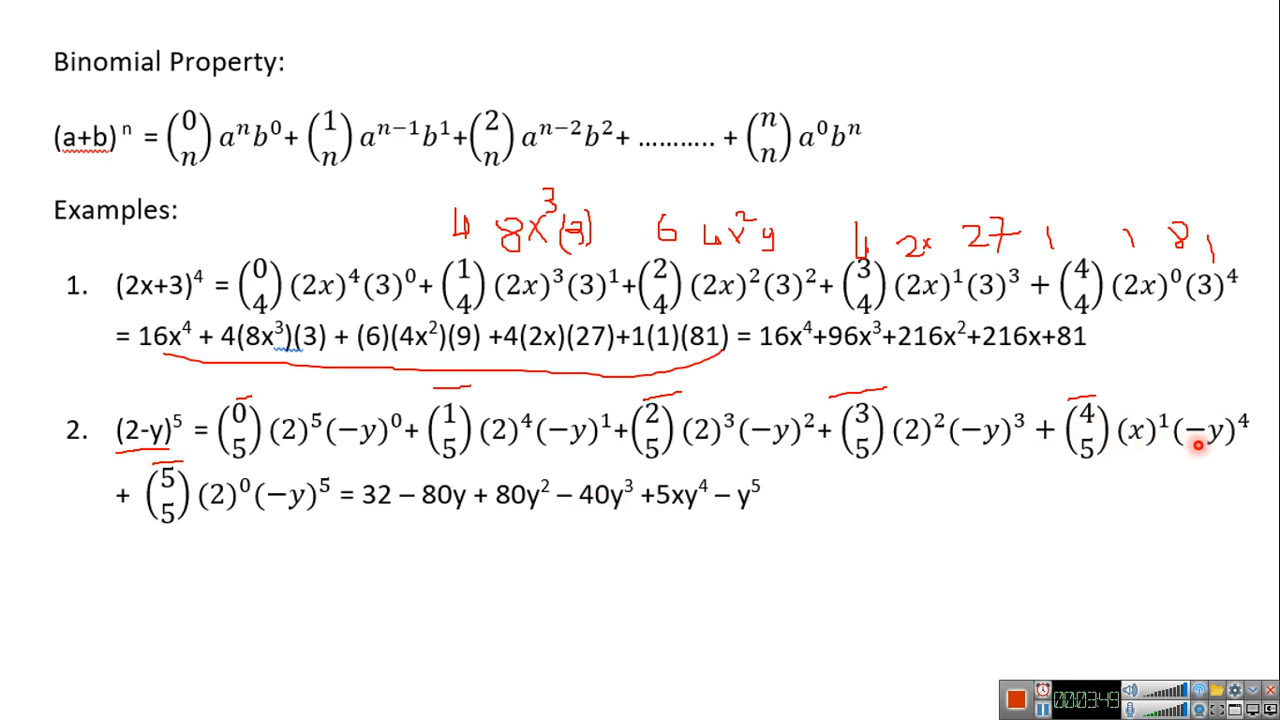 Binomial Property:
(a+b)ⁿ = (0 n) aⁿb⁰+ (1 n) aⁿ⁻¹b¹+(2 n) aⁿ⁻²b²+ ........... + (n n) a⁰bⁿ
Examples:
4 8x³(3) 6 4x² 9 4 2x 27 1 1 81
1. (2x+3)⁴ = (0 4) (2x)⁴(3)⁰+ (1 4) (2x)³(3)¹+(2 4) (2x)²(3)²+ (3 4) (2x)¹(3)³ + (4 4) (2x)⁰(3)⁴
= 16x⁴ + 4(8x³)(3) + (6)(4x²)(9) +4(2x)(27)+1(1)(81) = 16x⁴+96x³+216x²+216x+81
2. (2-y)⁵ = (0 5) (2)⁵(−y)⁰+ (1 5) (2)⁴(−y)¹+(2 5) (2)³(−y)²+ (3 5) (2)²(−y)³ + (4 5) (x)¹(−y)⁴
+ (5 5) (2)⁰(−y)⁵ = 32 – 80y + 80y² – 40y³ +5xy⁴ – y⁵
00:03:49